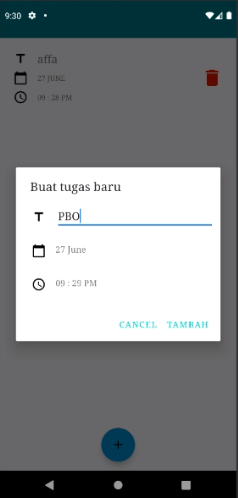 9:30
affa
27 JUNE
09 : 28 PM
Buat tugas baru
PBO
27 June
09 : 29 PM
CANCEL TAMBAH